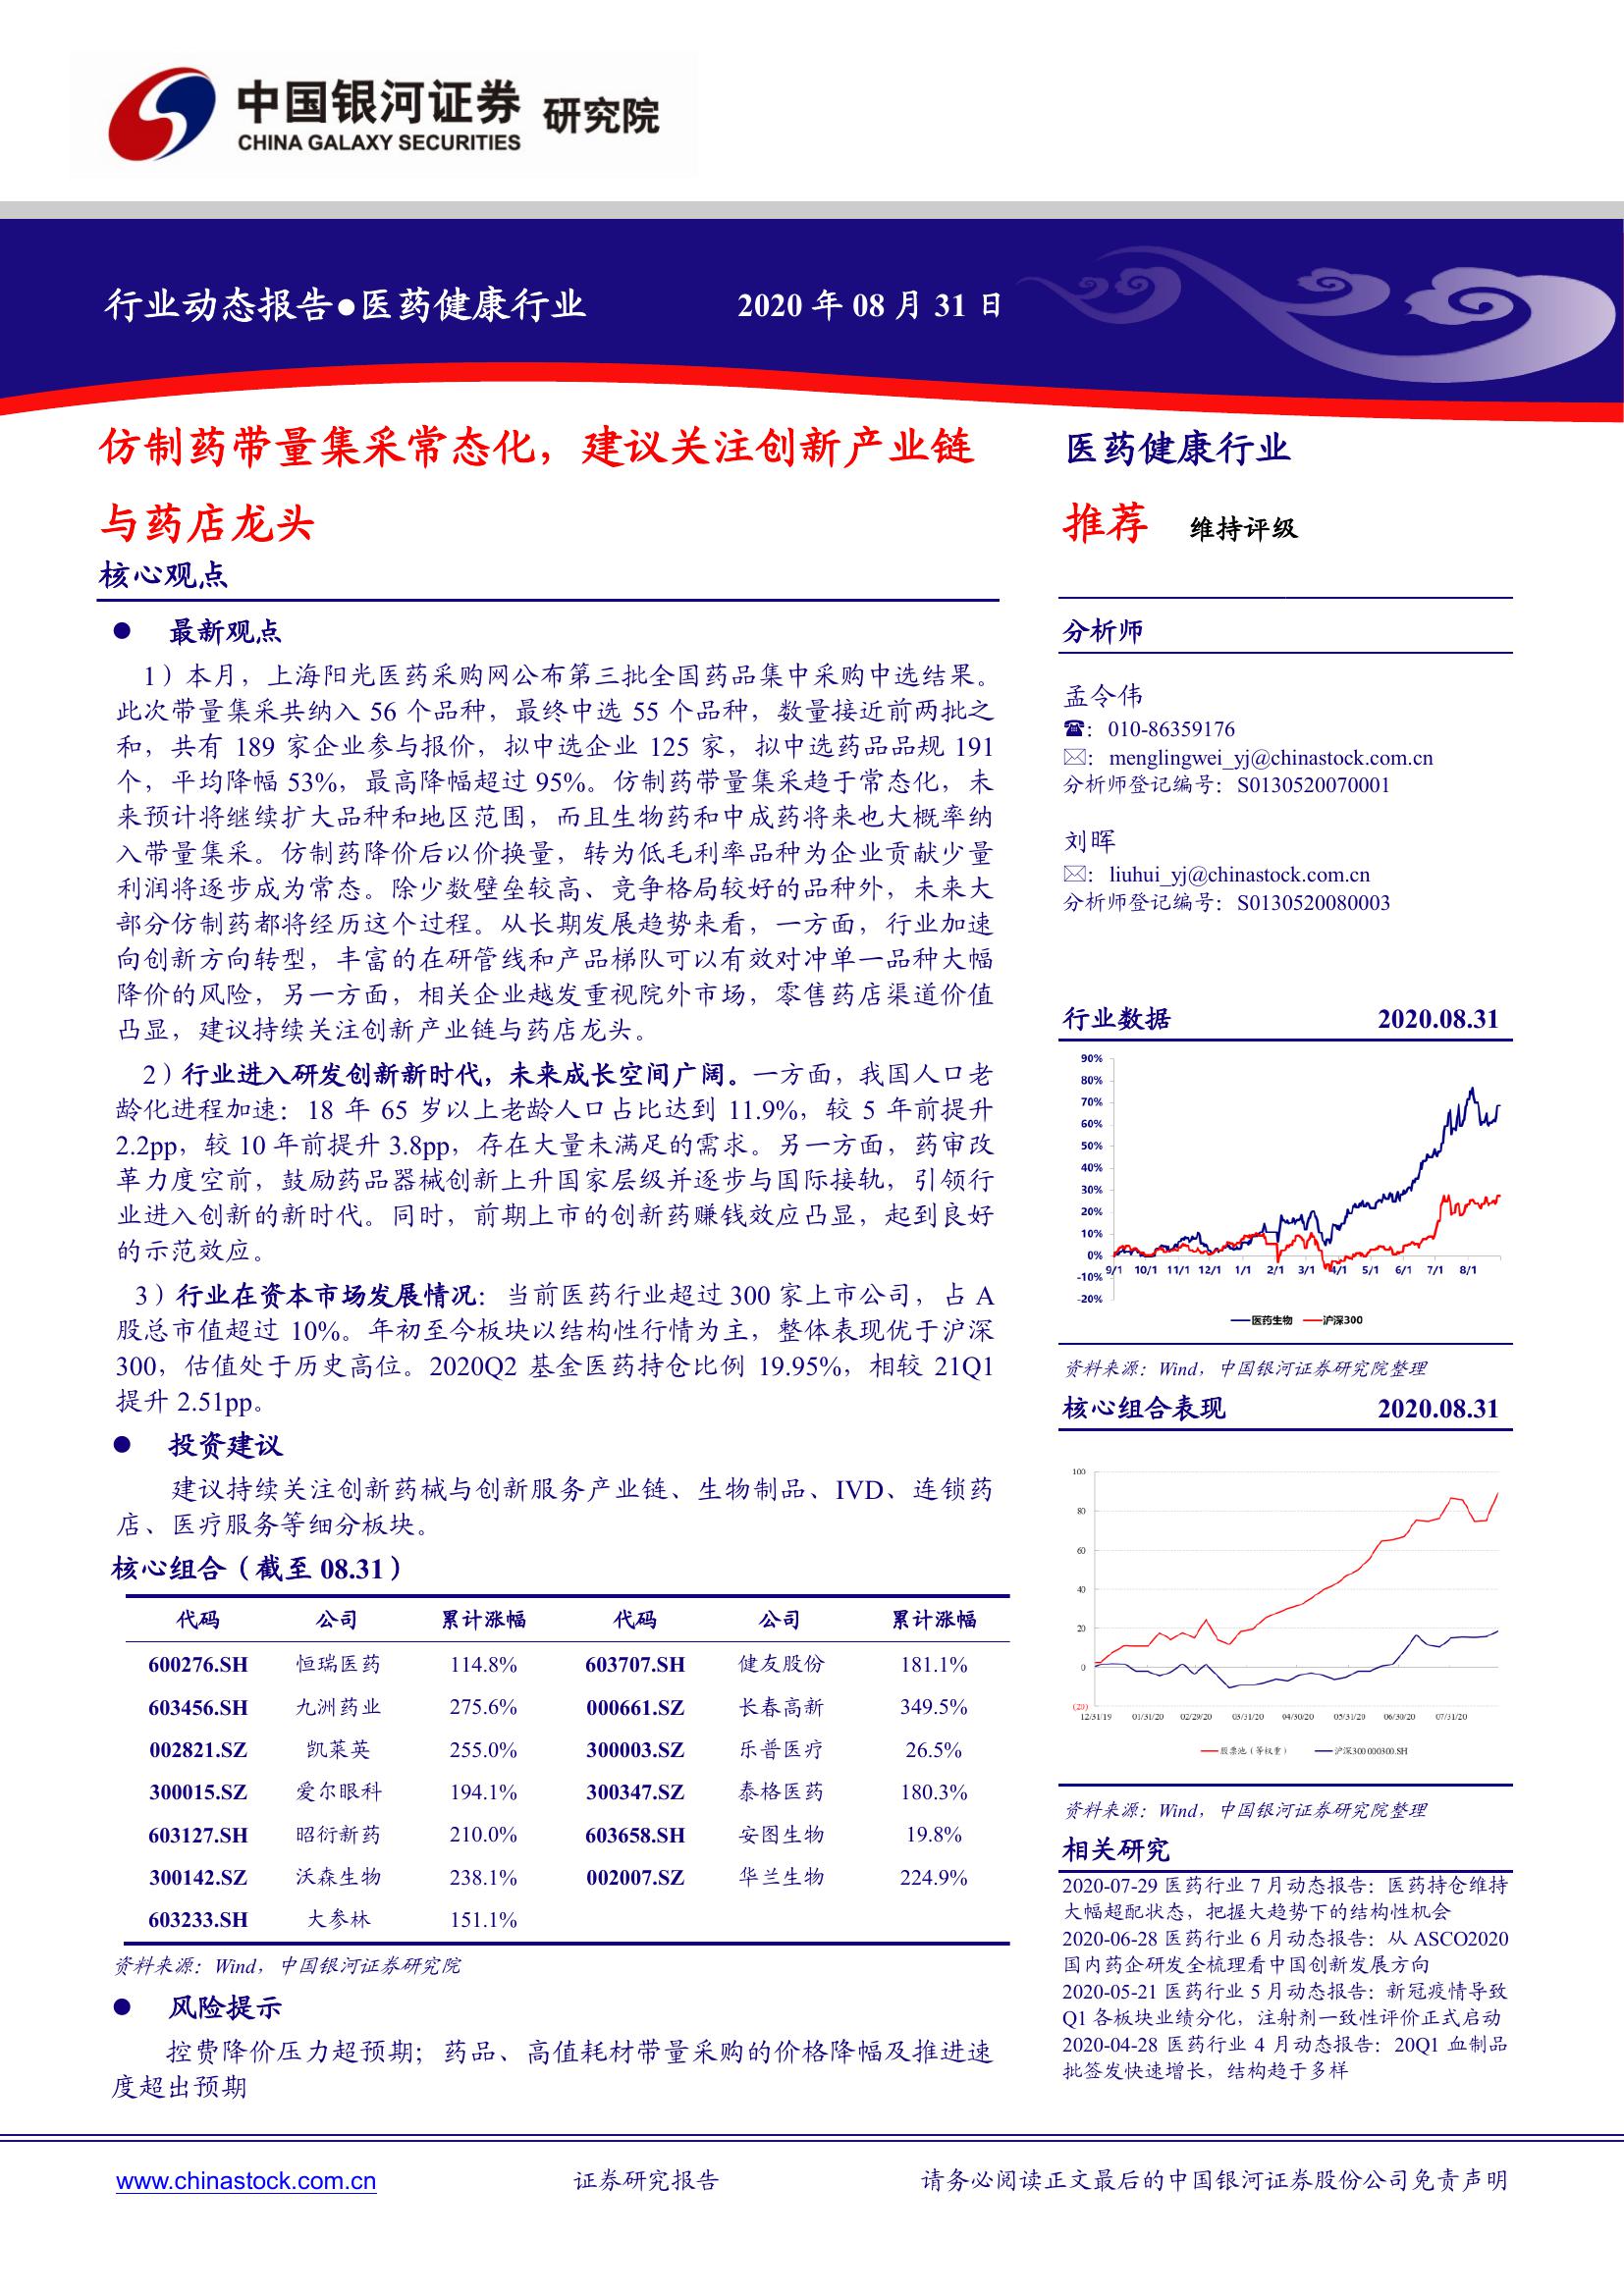 中国银河证券 研究院
CHINA GALAXY SECURITIES
行业动态报告●医药健康行业 2020 年 08 月 31 日
仿制药带量集采常态化，建议关注创新产业链
与药店龙头
核心观点
● 最新观点
1）本月，上海阳光医药采购网公布第三批全国药品集中采购中选结果。
此次带量集采共纳入 56 个品种，最终中选 55 个品种，数量接近前两批之
和，共有 189 家企业参与报价，拟中选企业 125 家，拟中选药品品规 191
个，平均降幅 53%，最高降幅超过 95%。仿制药带量集采趋于常态化，未
来预计将继续扩大品种和地区范围，而且生物药和中成药将来也大概率纳
入带量集采。仿制药降价后以价换量，转为低毛利率品种为企业贡献少量
利润将逐步成为常态。除少数壁垒较高、竞争格局较好的品种外，未来大
部分仿制药都将经历这个过程。从长期发展趋势来看，一方面，行业加速
向创新方向转型，丰富的在研管线和产品梯队可以有效对冲单一品种大幅
降价的风险，另一方面，相关企业越发重视院外市场，零售药店渠道价值
凸显，建议持续关注创新产业链与药店龙头。
2）行业进入研发创新新时代，未来成长空间广阔。一方面，我国人口老
龄化进程加速：18 年 65 岁以上老龄人口占比达到 11.9%，较 5 年前提升
2.2pp，较 10 年前提升 3.8pp，存在大量未满足的需求。另一方面，药审改
革力度空前，鼓励药品器械创新上升国家层级并逐步与国际接轨，引领行
业进入创新的新时代。同时，前期上市的创新药赚钱效应凸显，起到良好
的示范效应。
3）行业在资本市场发展情况：当前医药行业超过 300 家上市公司，占 A
股总市值超过 10%。年初至今板块以结构性行情为主，整体表现优于沪深
300，估值处于历史高位。2020Q2 基金医药持仓比例 19.95%，相较 21Q1
提升 2.51pp。
● 投资建议
建议持续关注创新药械与创新服务产业链、生物制品、IVD、连锁药
店、医疗服务等细分板块。
核心组合（截至 08.31）
代码 公司 累计涨幅 代码 公司 累计涨幅
600276.SH 恒瑞医药 114.8% 603707.SH 健友股份 181.1%
603456.SH 九洲药业 275.6% 000661.SZ 长春高新 349.5%
002821.SZ 凯莱英 255.0% 300003.SZ 乐普医疗 26.5%
300015.SZ 爱尔眼科 194.1% 300347.SZ 泰格医药 180.3%
603127.SH 昭衍新药 210.0% 603658.SH 安图生物 19.8%
300142.SZ 沃森生物 238.1% 002007.SZ 华兰生物 224.9%
603233.SH 大参林 151.1%
资料来源：Wind，中国银河证券研究院
● 风险提示
控费降价压力超预期；药品、高值耗材带量采购的价格降幅及推进速
度超出预期
医药健康行业
推荐 维持评级
分析师
孟令伟
☎：010-86359176
✉：menglingwei_yj@chinastock.com.cn
分析师登记编号：S0130520070001
刘晖
✉：liuhui_yj@chinastock.com.cn
分析师登记编号：S0130520080003
行业数据 2020.08.31
90%
80%
70%
60%
50%
40%
30%
20%
10%
0%
-10%
-20%
9/1 10/1 11/1 12/1 1/1 2/1 3/1 4/1 5/1 6/1 7/1 8/1
医药生物 沪深300
资料来源：Wind，中国银河证券研究院整理
核心组合表现 2020.08.31
100
80
60
40
20
0
(20)
12/31/19 01/31/20 02/29/20 03/31/20 04/30/20 05/31/20 06/30/20 07/31/20
股票池（等权重） 沪深300 000300.SH
资料来源：Wind，中国银河证券研究院整理
相关研究
2020-07-29 医药行业 7 月动态报告：医药持仓维持
大幅超配状态，把握大趋势下的结构性机会
2020-06-28 医药行业 6 月动态报告：从 ASCO2020
国内药企研发全梳理看中国创新发展方向
2020-05-21 医药行业 5 月动态报告：新冠疫情导致
Q1 各板块业绩分化，注射剂一致性评价正式启动
2020-04-28 医药行业 4 月动态报告：20Q1 血制品
批签发快速增长，结构趋于多样
www.chinastock.com.cn 证券研究报告 请务必阅读正文最后的中国银河证券股份公司免责声明